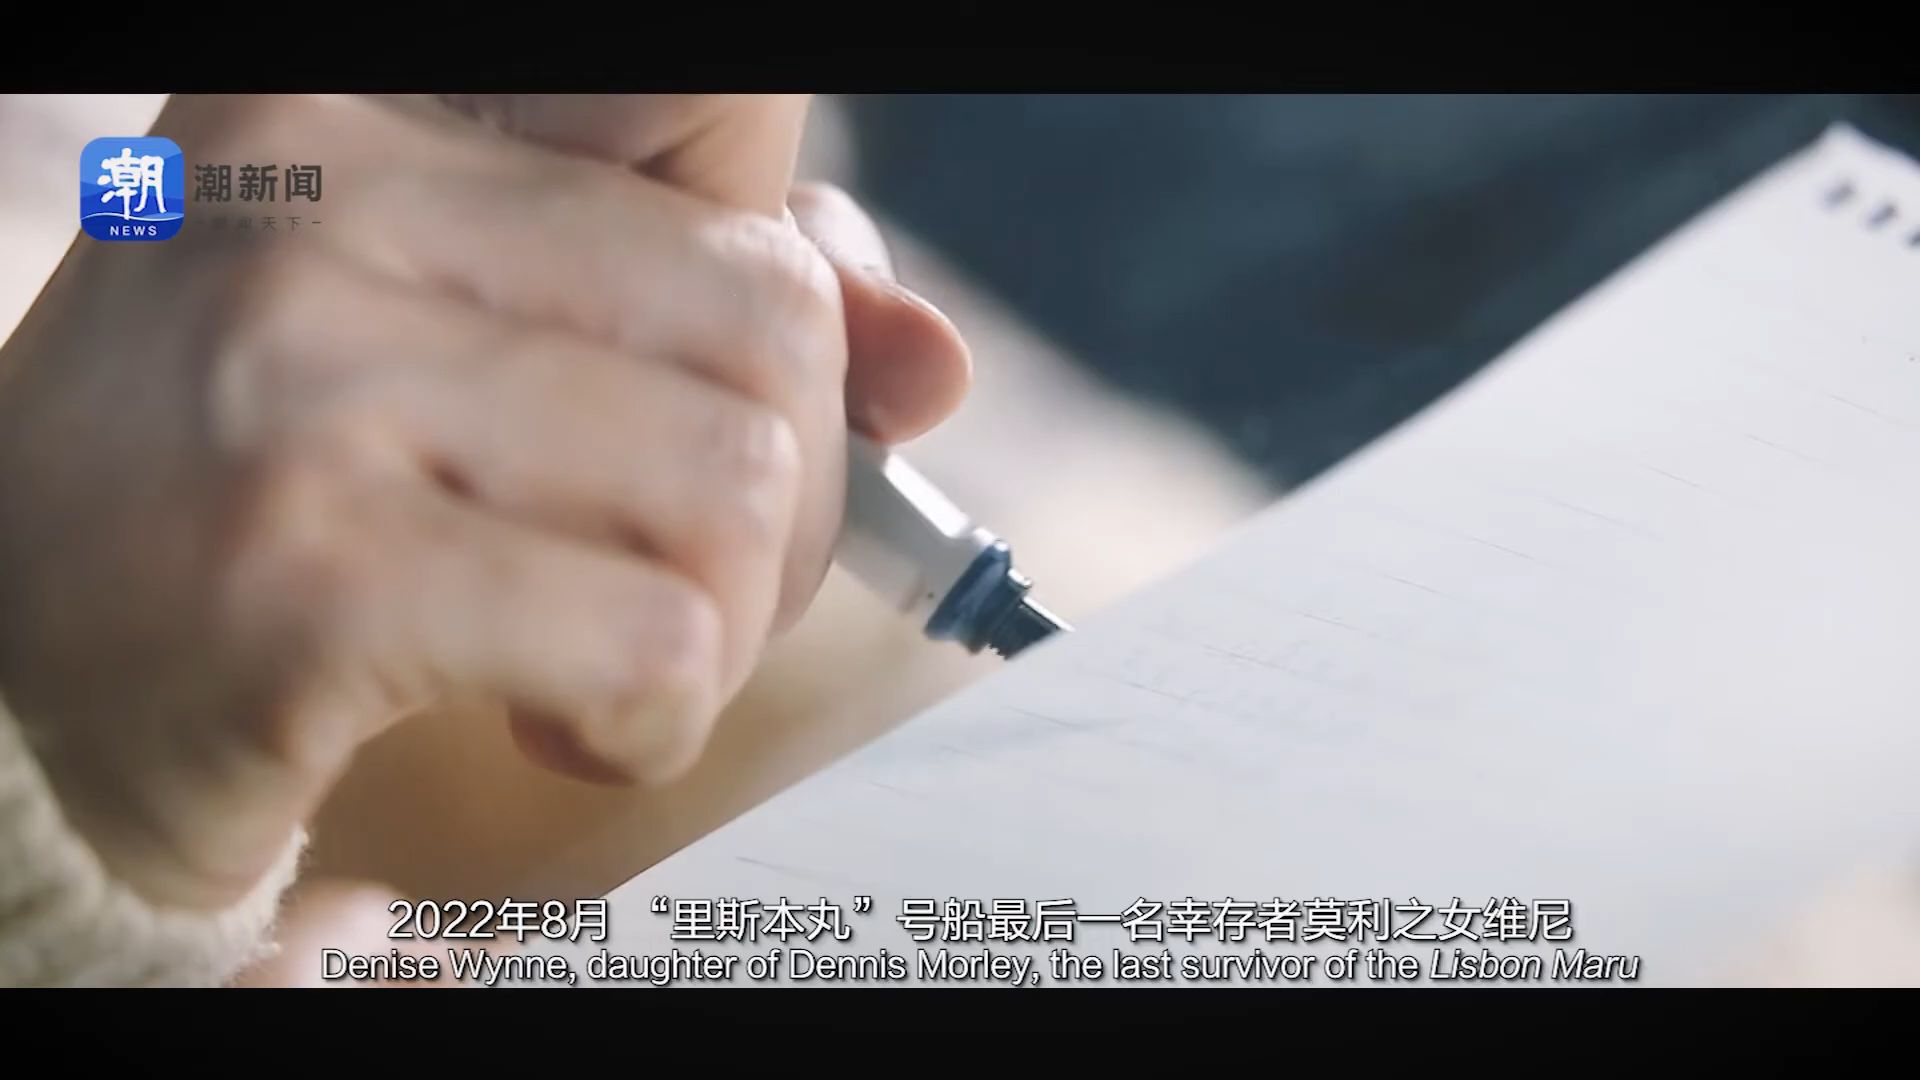 潮
NEWS
潮新闻
2022年8月 “里斯本丸”号船最后一名幸存者莫利之女维尼
Denise Wynne, daughter of Dennis Morley, the last survivor of the Lisbon Maru